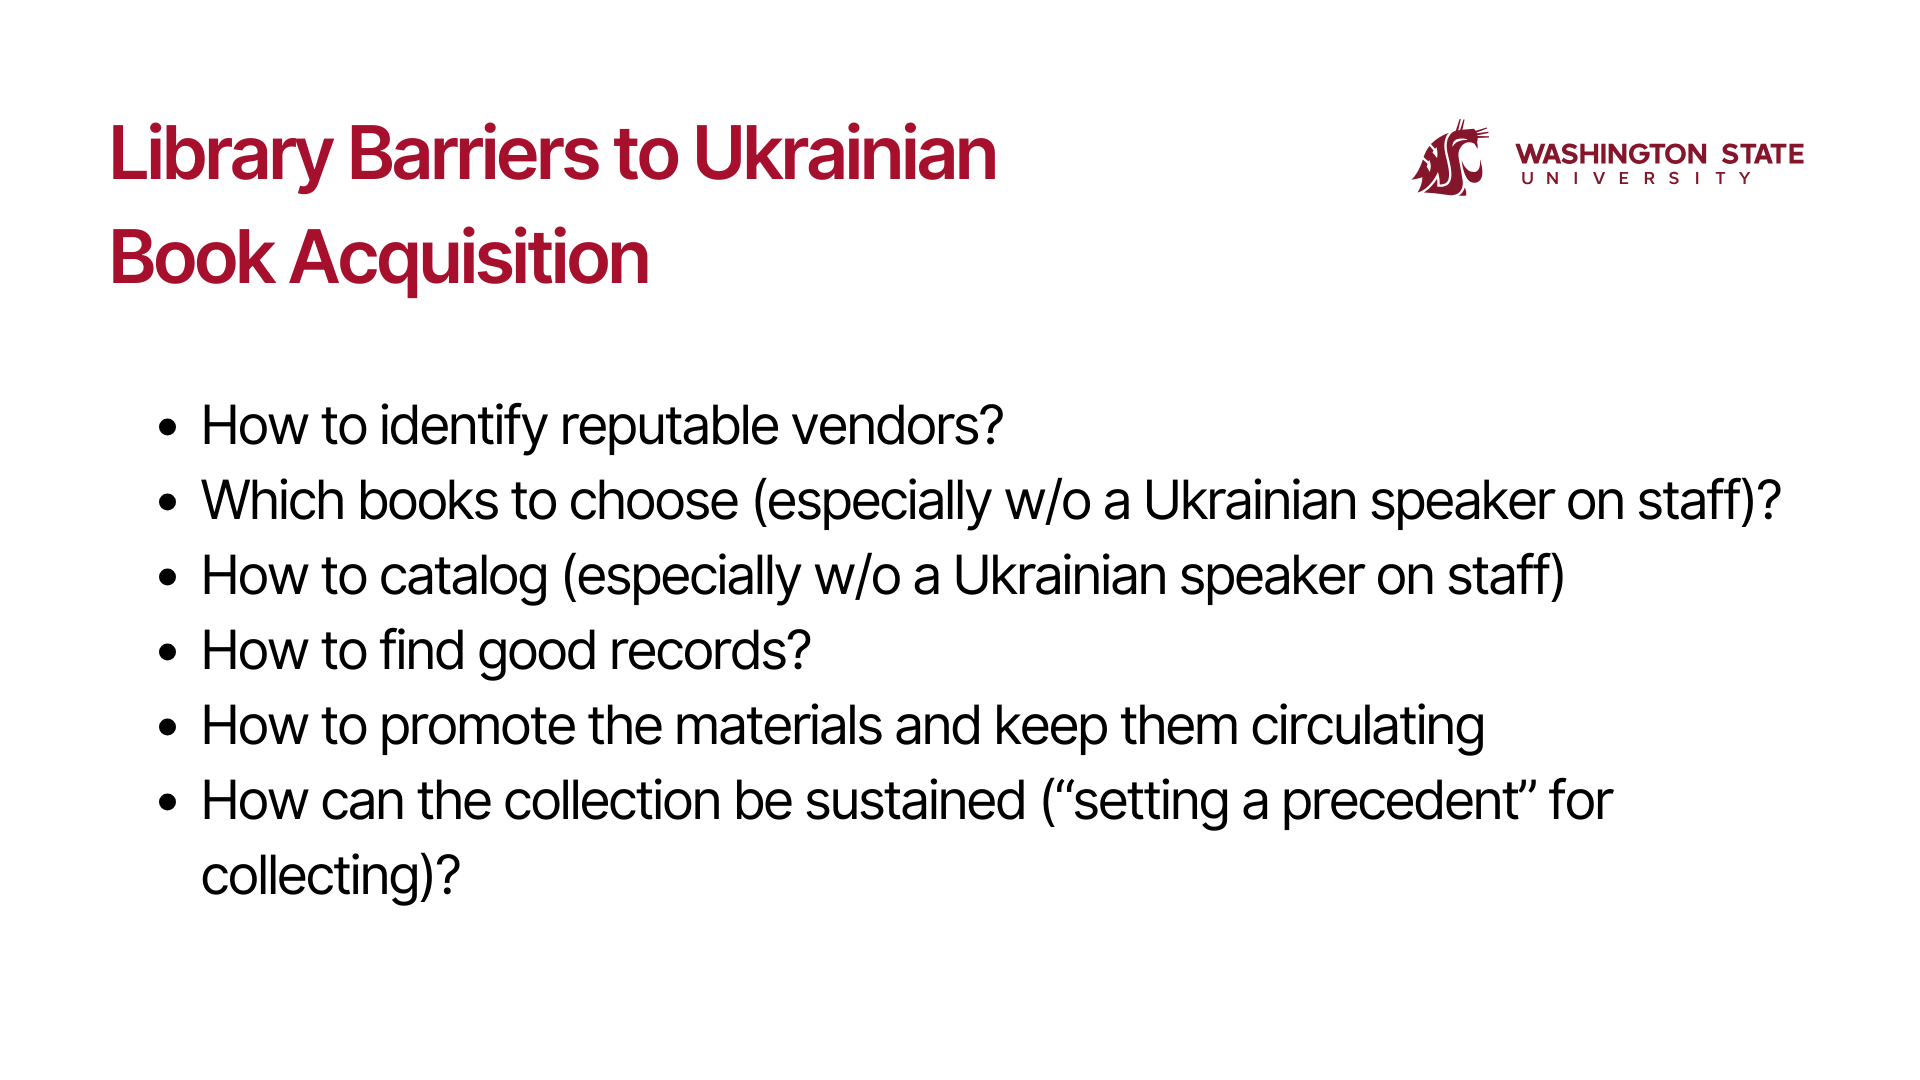 Library Barriers to Ukrainian
Book Acquisition
WASHINGTON STATE
UNIVERSITY
• How to identify reputable vendors?
• Which books to choose (especially w/o a Ukrainian speaker on staff)?
• How to catalog (especially w/o a Ukrainian speaker on staff)
• How to find good records?
• How to promote the materials and keep them circulating
• How can the collection be sustained (“setting a precedent” for
collecting)?